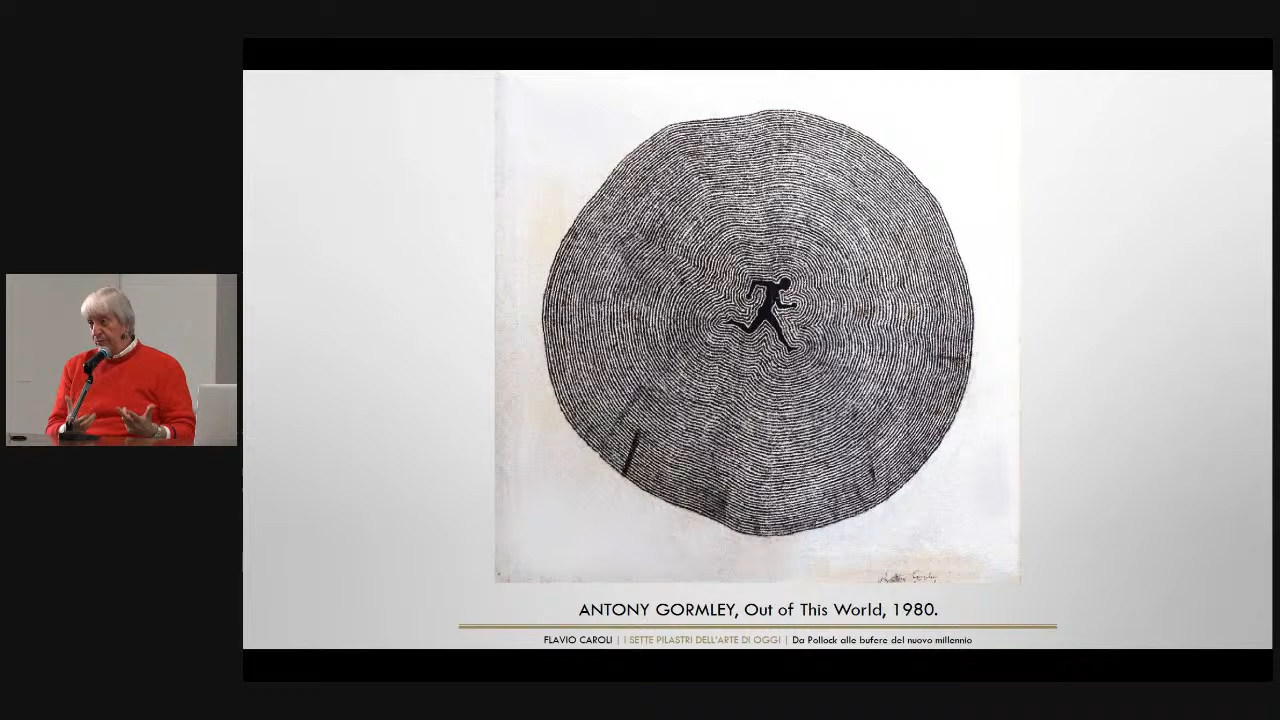 ANTONY GORMLEY, Out of This World, 1980.
FLAVIO CAROLI | I SETTE PILASTRI DELL'ARTE DI OGGI | Da Pollock alle bufere del nuovo millennio